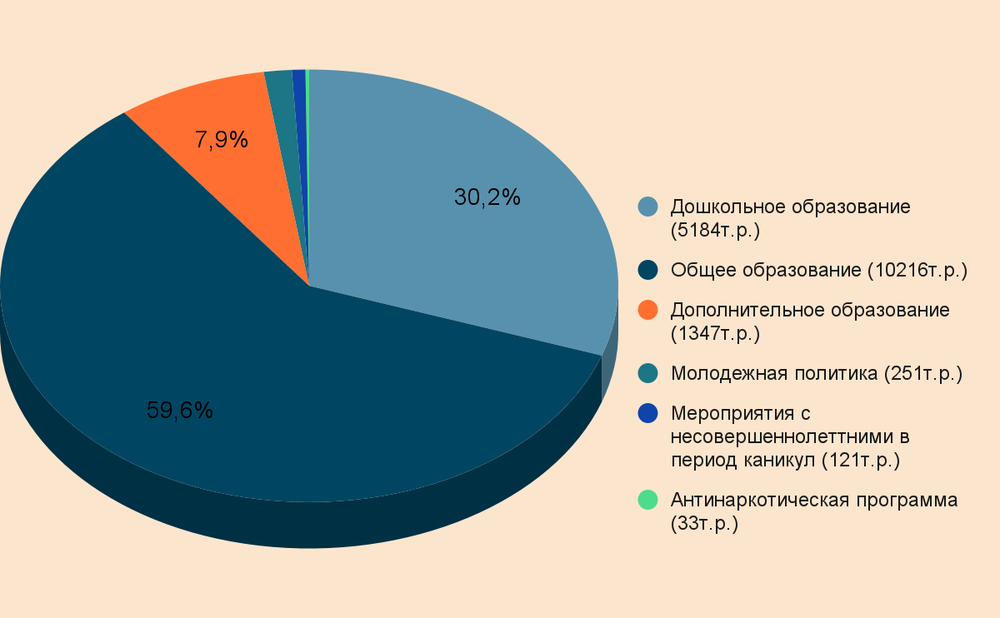 7,9%
30,2%
59,6%
Дошкольное образование
(5184т.р.)
Общее образование (10216т.р.)
Дополнительное образование
(1347т.р.)
Молодежная политика (251т.р.)
Мероприятия с
несовершеннолеттними в
период каникул (121т.р.)
Антинаркотическая программа
(33т.р.)